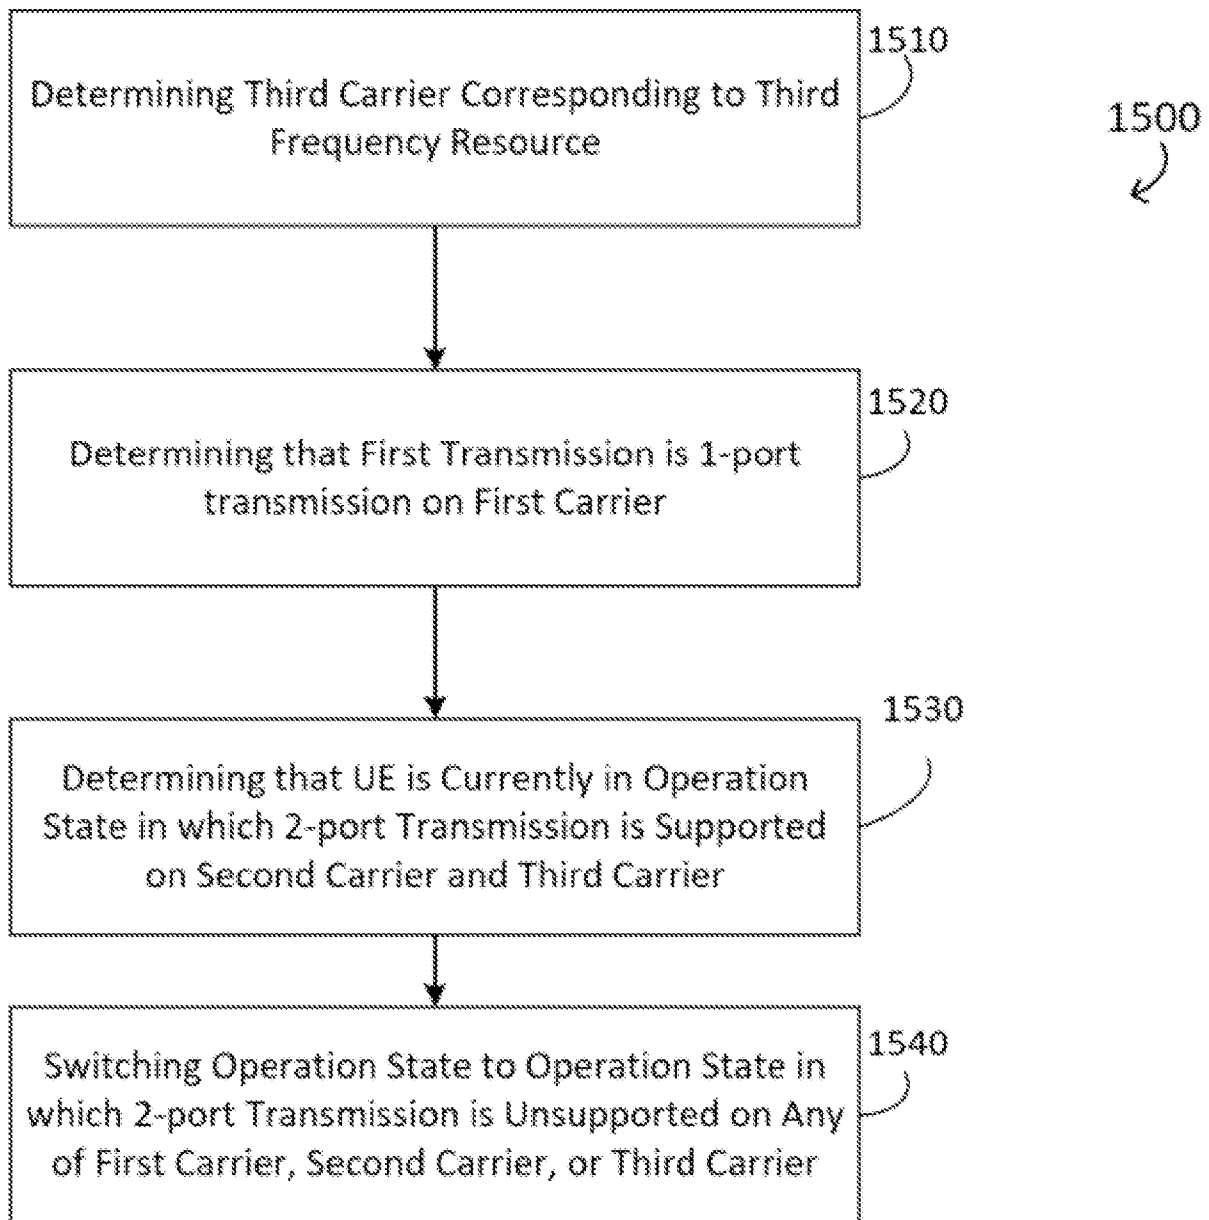 1510
1500
Determining Third Carrier Corresponding to Third
Frequency Resource
1520
Determining that First Transmission is 1-port
transmission on First Carrier
1530
Determining that UE is Currently in Operation
State in which 2-port Transmission is Supported
on Second Carrier and Third Carrier
1540
Switching Operation State to Operation State in
which 2-port Transmission is Unsupported on Any
of First Carrier, Second Carrier, or Third Carrier